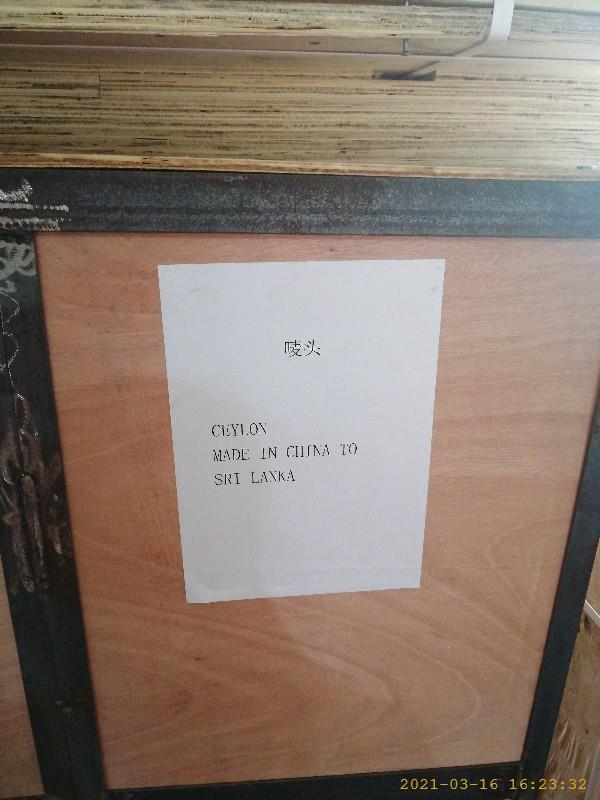 唛头
CEYLON
MADE IN CHINA TO
SRI LANKA
2021-03-16 16:23:32